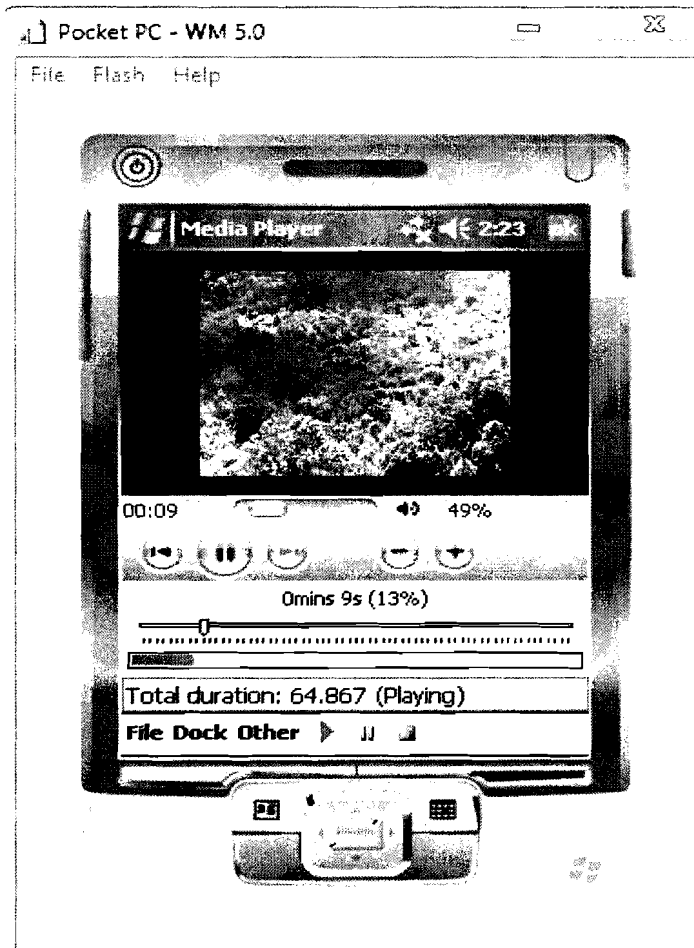 Pocket PC - WM 5.0
File Flash Help
Media Player 2:23 ok
00:09 49%
0mins 9s (13%)
Total duration: 64.867 (Playing)
File Dock Other